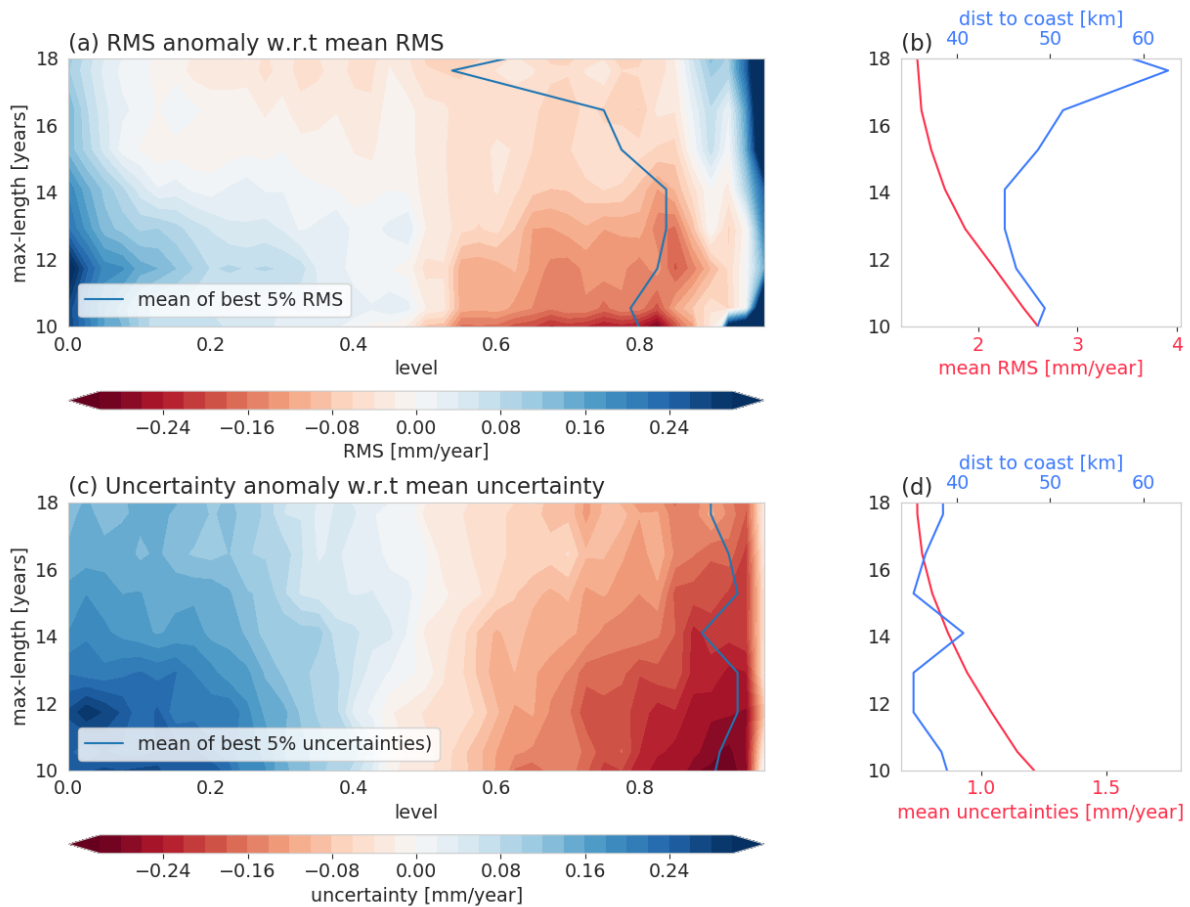 (a) RMS anomaly w.r.t mean RMS
(b)
dist to coast [km]
40 50 60
max-length [years]
18
16
14
12
10
mean of best 5% RMS
0.0 0.2 0.4 0.6 0.8
level
18
16
14
12
10
2 3 4
mean RMS [mm/year]
−0.24 −0.16 −0.08 0.00 0.08 0.16 0.24
RMS [mm/year]
(c) Uncertainty anomaly w.r.t mean uncertainty
(d)
dist to coast [km]
40 50 60
max-length [years]
18
16
14
12
10
mean of best 5% uncertainties)
0.0 0.2 0.4 0.6 0.8
level
18
16
14
12
10
1.0 1.5
mean uncertainties [mm/year]
−0.24 −0.16 −0.08 0.00 0.08 0.16 0.24
uncertainty [mm/year]